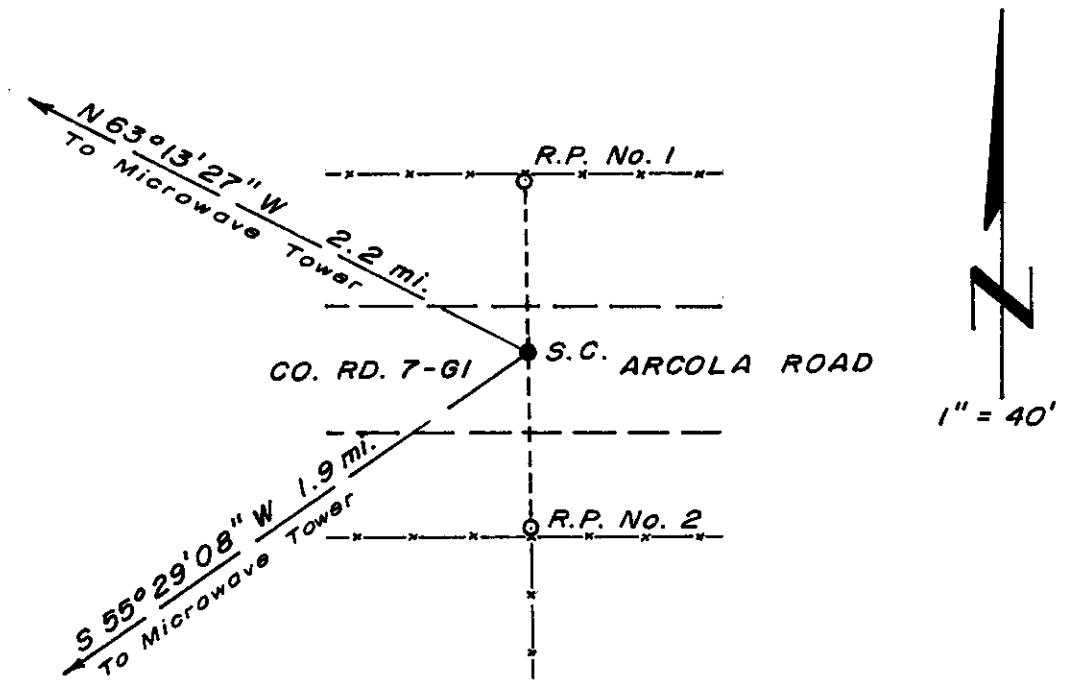 N 63°13'27" W 2.2 mi.
To Microwave Tower
R.P. No. 1
N
1" = 40'
S.C.
CO. RD. 7-G1
ARCOLA ROAD
R.P. No. 2
S 55°29'08" W 1.9 mi.
To Microwave Tower